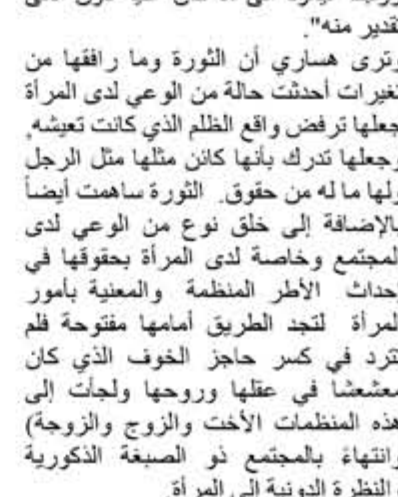 تقدير منه".
وترى هساري أن الثورة وما رافقها من
تغيرات أحدثت حالة من الوعي لدى المرأة
جعلها ترفض واقع الظلم الذي كانت تعيشه،
وجعلها تدرك بأنها كائن مثلها مثل الرجل
ولها ما له من حقوق. الثورة ساهمت أيضاً
بالإضافة إلى خلق نوع من الوعي لدى
المجتمع وخاصة لدى المرأة بحقوقها في
إحداث الأطر المنظمة والمعنية بأمور
المرأة لتجد الطريق أمامها مفتوحة فلم
تترد في كسر حاجز الخوف الذي كان
معشعشا في عقلها وروحها ولجأت إلى
هذه المنظمات الأخت والزوج والزوجة)
وانتهاءً بالمجتمع ذو الصبغة الذكورية
والنظرة الدونية إلى المرأة